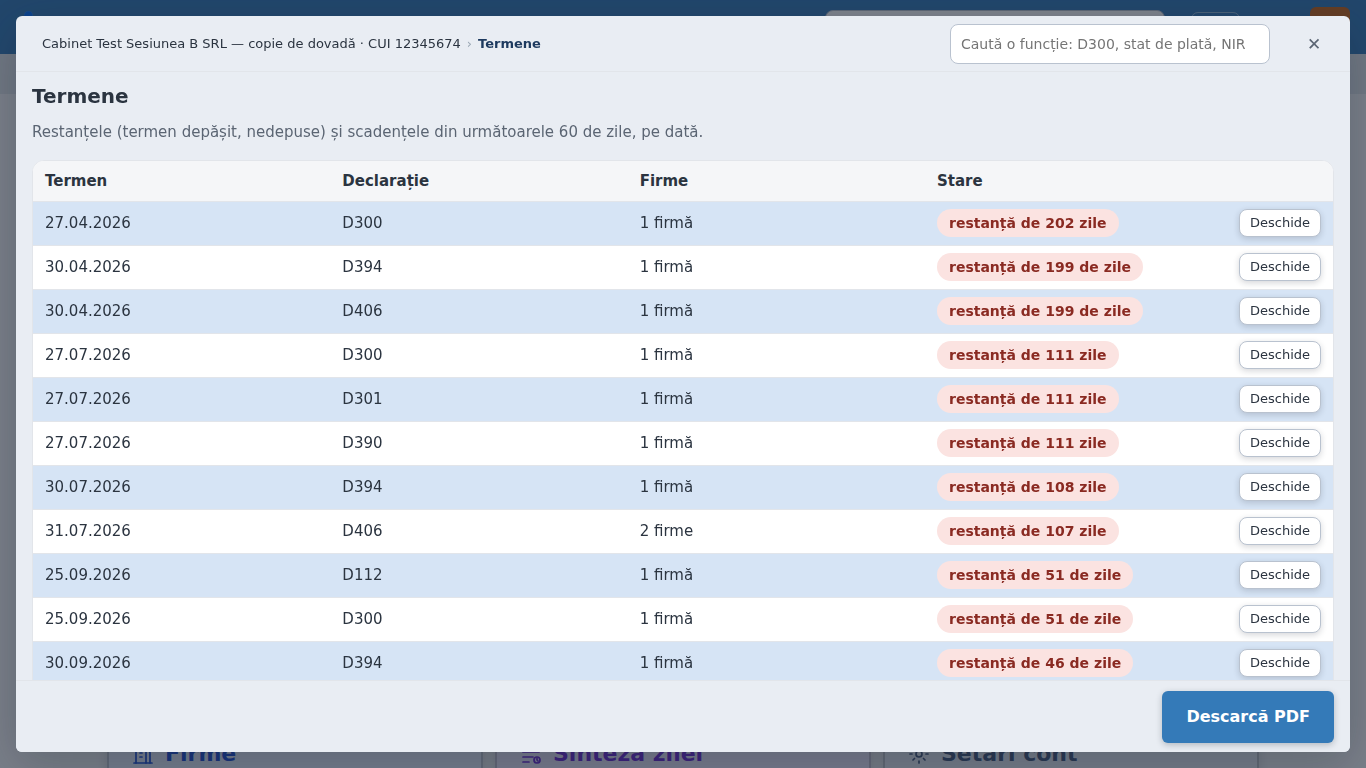 Cabinet Test Sesiunea B SRL — copie de dovadă · CUI 12345674 › Termene
Caută o funcție: D300, stat de plată, NIR
✕
Termene
Restanțele (termen depășit, nedepuse) și scadențele din următoarele 60 de zile, pe dată.
Termen Declarație Firme Stare
27.04.2026 D300 1 firmă restanță de 202 zile Deschide
30.04.2026 D394 1 firmă restanță de 199 de zile Deschide
30.04.2026 D406 1 firmă restanță de 199 de zile Deschide
27.07.2026 D300 1 firmă restanță de 111 zile Deschide
27.07.2026 D301 1 firmă restanță de 111 zile Deschide
27.07.2026 D390 1 firmă restanță de 111 zile Deschide
30.07.2026 D394 1 firmă restanță de 108 zile Deschide
31.07.2026 D406 2 firme restanță de 107 zile Deschide
25.09.2026 D112 1 firmă restanță de 51 de zile Deschide
25.09.2026 D300 1 firmă restanță de 51 de zile Deschide
30.09.2026 D394 1 firmă restanță de 46 de zile Deschide
Descarcă PDF
Firme Sinteza zilei Setări cont